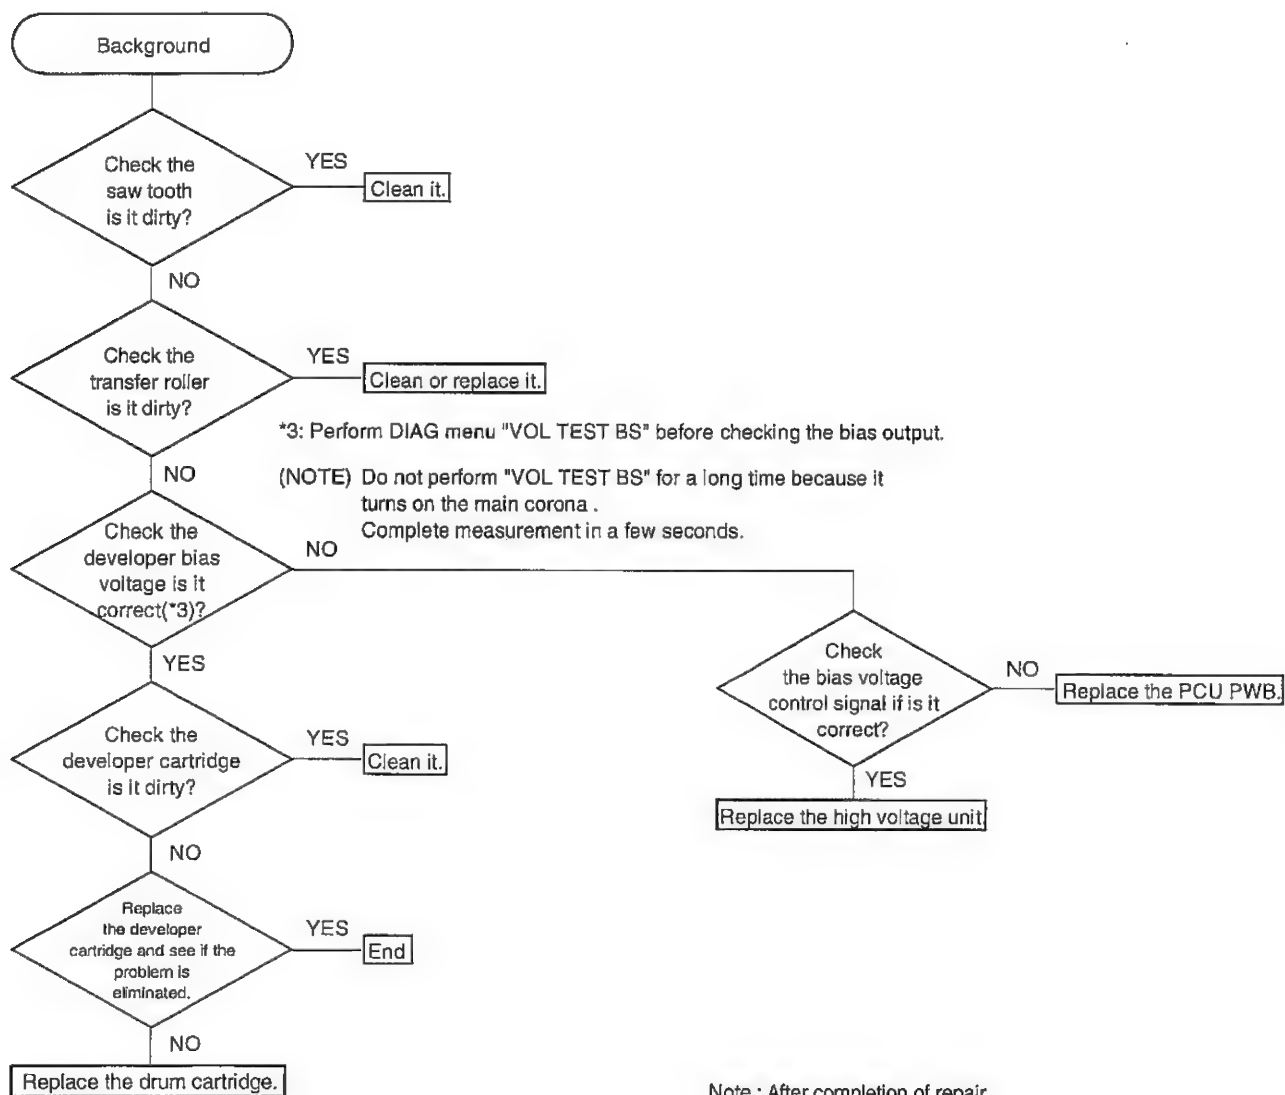 Background
Check the
saw tooth
is it dirty?
YES
Clean it.
NO
Check the
transfer roller
is it dirty?
YES
Clean or replace it.
*3: Perform DIAG menu "VOL TEST BS" before checking the bias output.
NO
(NOTE) Do not perform "VOL TEST BS" for a long time because it
turns on the main corona .
Complete measurement in a few seconds.
Check the
developer bias
voltage is it
correct(*3)?
NO
YES
Check
the bias voltage
control signal if is it
correct?
NO
Replace the PCU PWB.
YES
Replace the high voltage unit
Check the
developer cartridge
is it dirty?
YES
Clean it.
NO
Replace
the developer
cartridge and see if the
problem is
eliminated.
YES
End
NO
Replace the drum cartridge.
Note : After completion of repair